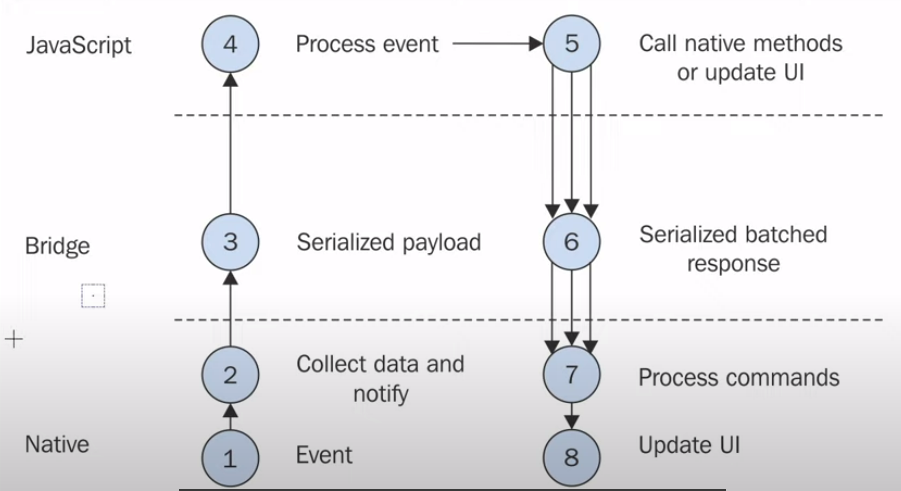 JavaScript
4
Process event
5
Call native methods
or update UI
Bridge
3
Serialized payload
6
Serialized batched
response
2
Collect data and
notify
7
Process commands
Native
1
Event
8
Update UI